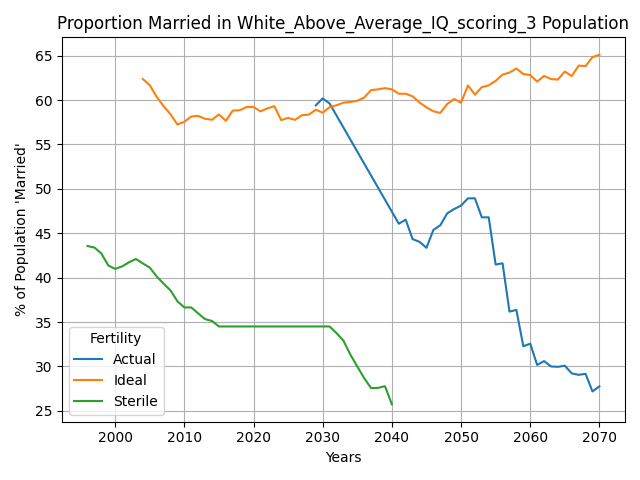 Proportion Married in White_Above_Average_IQ_scoring_3 Population
% of Population 'Married'
65
60
55
50
45
40
35
30
25
Fertility
Actual
Ideal
Sterile
2000 2010 2020 2030 2040 2050 2060 2070
Years